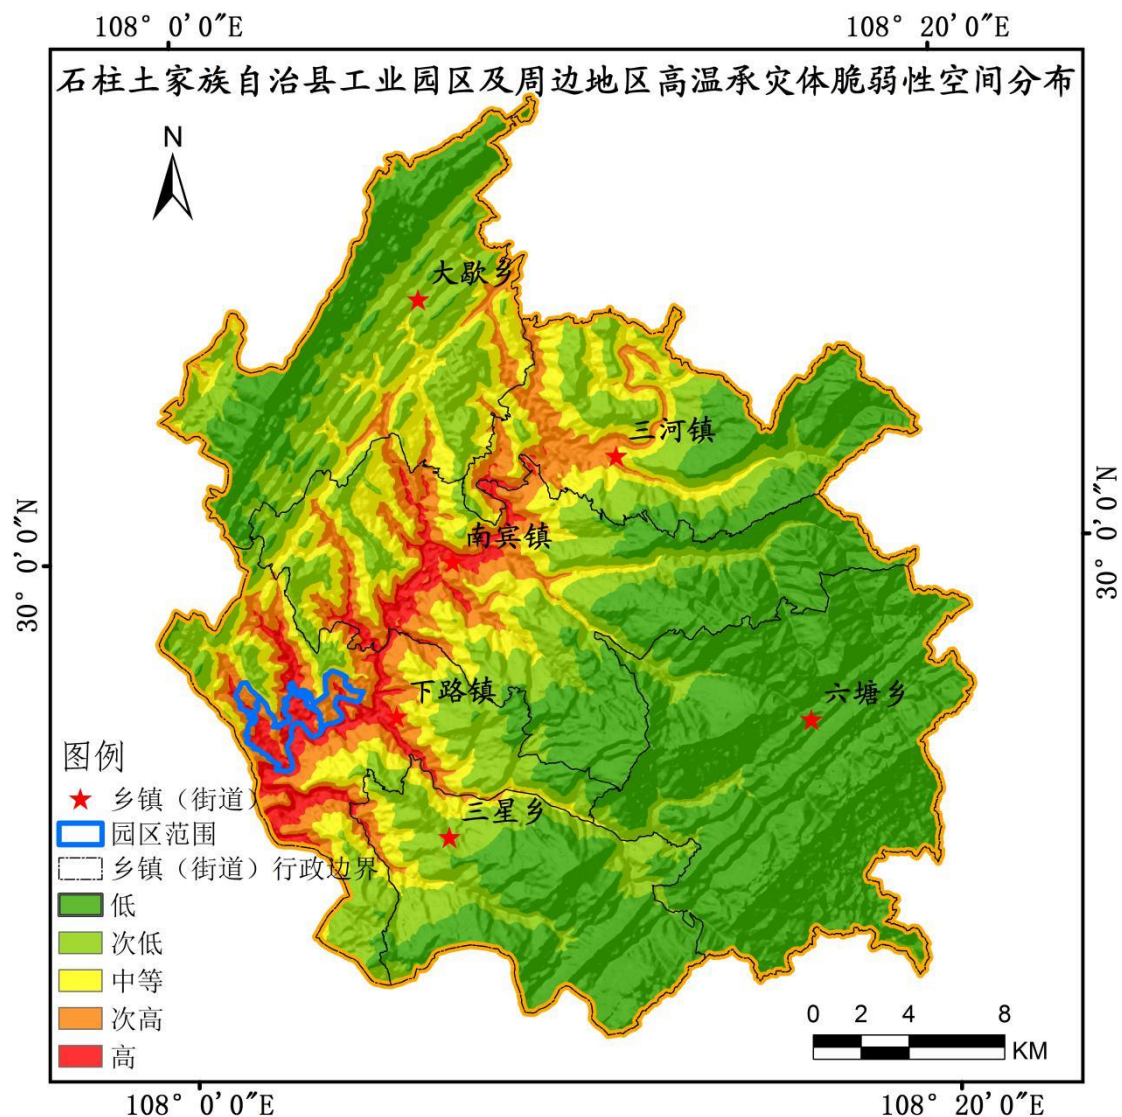 108° 0′0″E
108° 20′0″E
石柱土家族自治县工业园区及周边地区高温承灾体脆弱性空间分布
N
大歇乡
三河镇
30° 0′0″N
30° 0′0″N
南宾镇
下路镇
六塘乡
三星乡
图例
乡镇（街道）
园区范围
乡镇（街道）行政边界
低
次低
中等
次高
高
0 2 4 8
KM
108° 0′0″E
108° 20′0″E